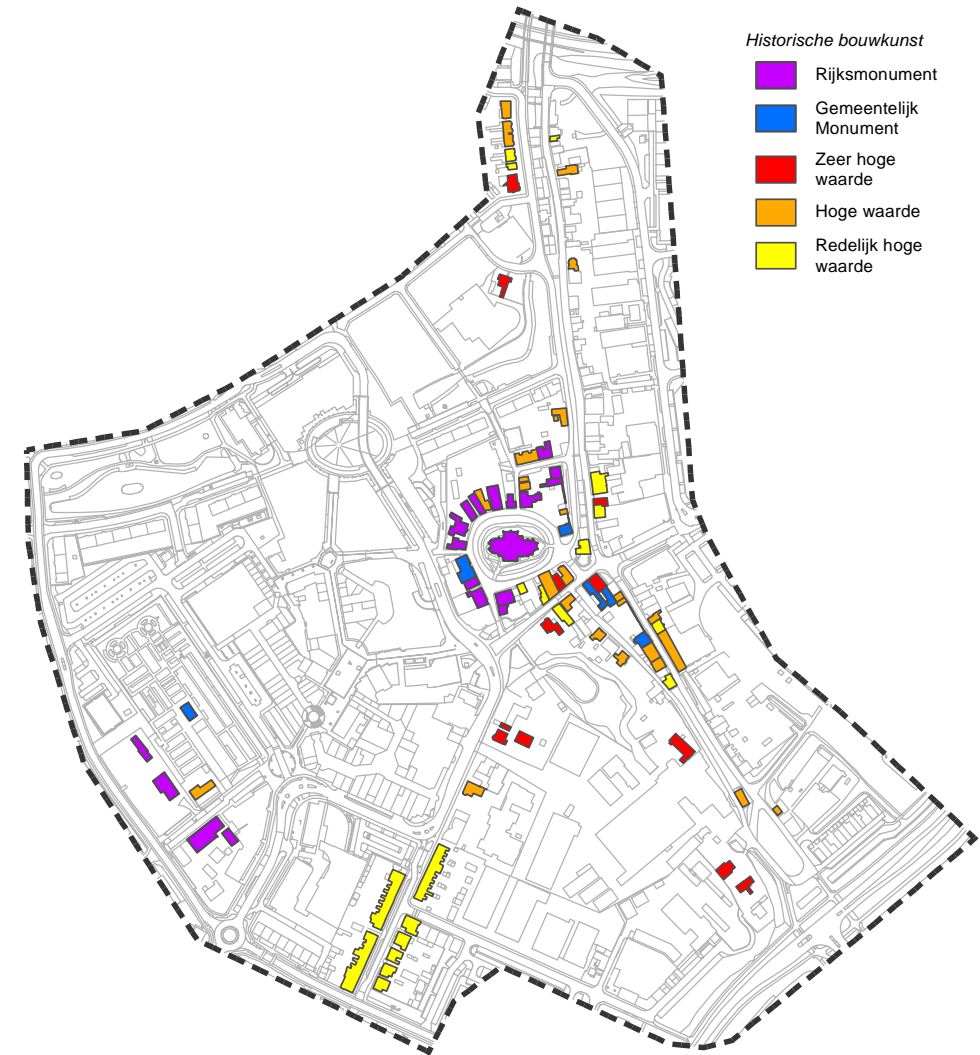 Historische bouwkunst
Rijksmonument
Gemeentelijk
Monument
Zeer hoge
waarde
Hoge waarde
Redelijk hoge
waarde